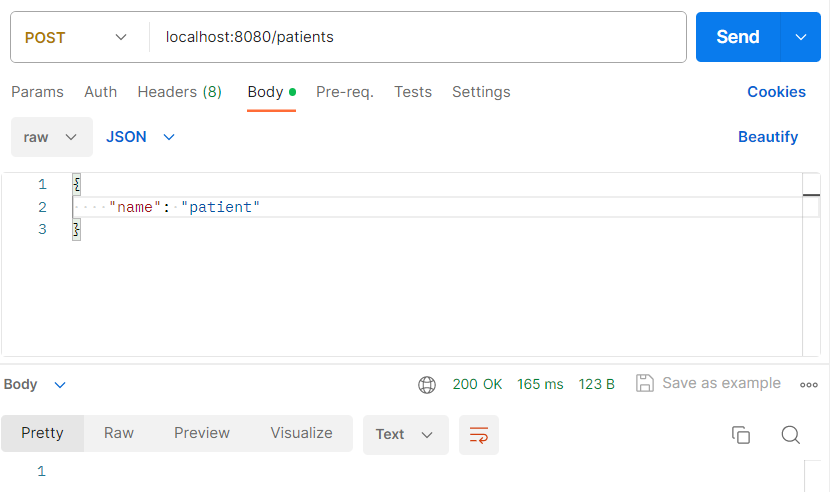 POST localhost:8080/patients Send
Params Auth Headers (8) Body Pre-req. Tests Settings Cookies
raw JSON Beautify
1 {
2 "name": "patient"
3 }
Body 200 OK 165 ms 123 B Save as example
Pretty Raw Preview Visualize Text
1